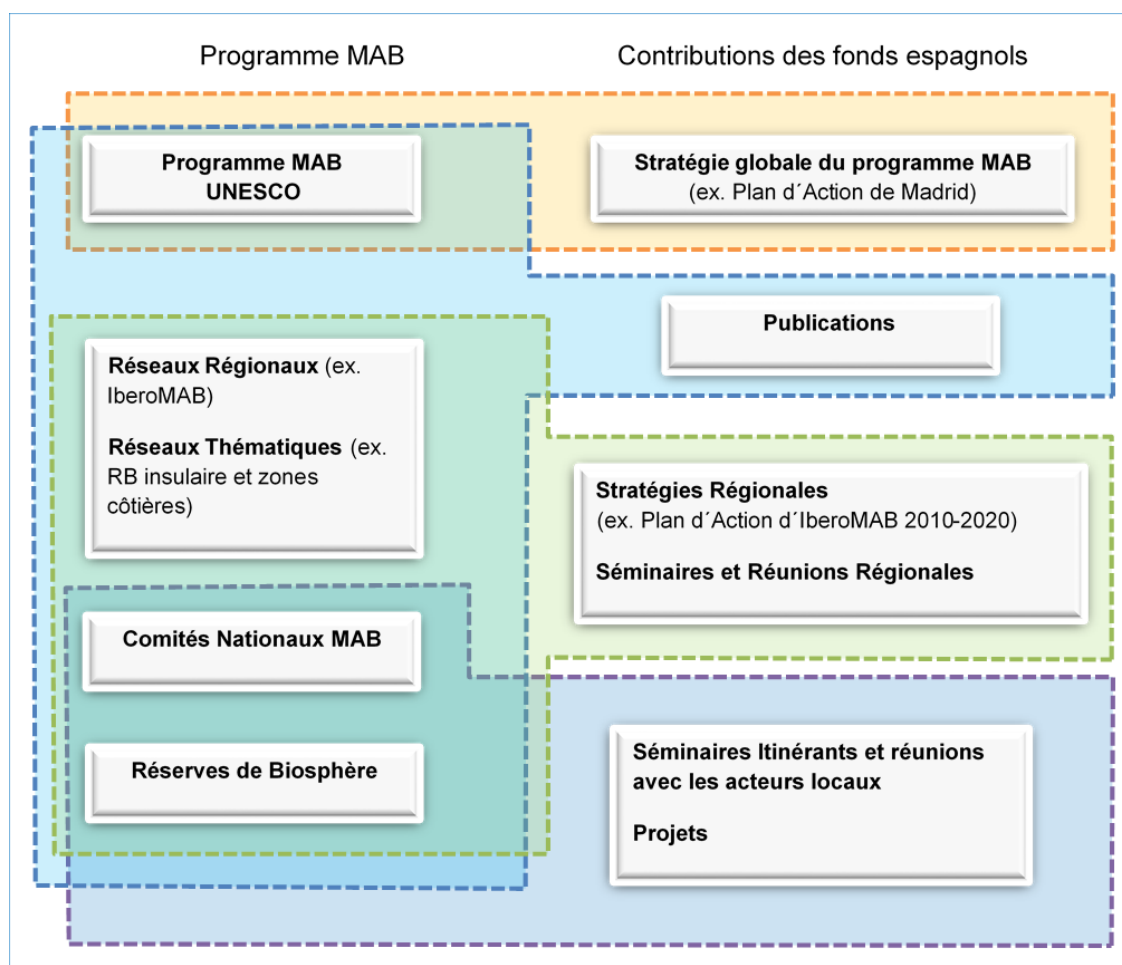 Programme MAB
Contributions des fonds espagnols
Programme MAB
UNESCO
Stratégie globale du programme MAB
(ex. Plan d´Action de Madrid)
Publications
Réseaux Régionaux (ex.
IberoMAB)
Réseaux Thématiques (ex.
RB insulaire et zones
côtières)
Stratégies Régionales
(ex. Plan d´Action d´IberoMAB 2010-2020)
Séminaires et Réunions Régionales
Comités Nationaux MAB
Réserves de Biosphère
Séminaires Itinérants et réunions
avec les acteurs locaux
Projets